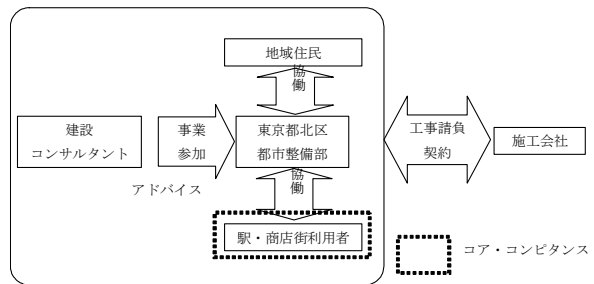 地域住民
協
働
建設
コンサルタント
事業
参加
東京都北区
都市整備部
工事請負
契約
施工会社
アドバイス
協
働
駅・商店街利用者
コア・コンピタンス